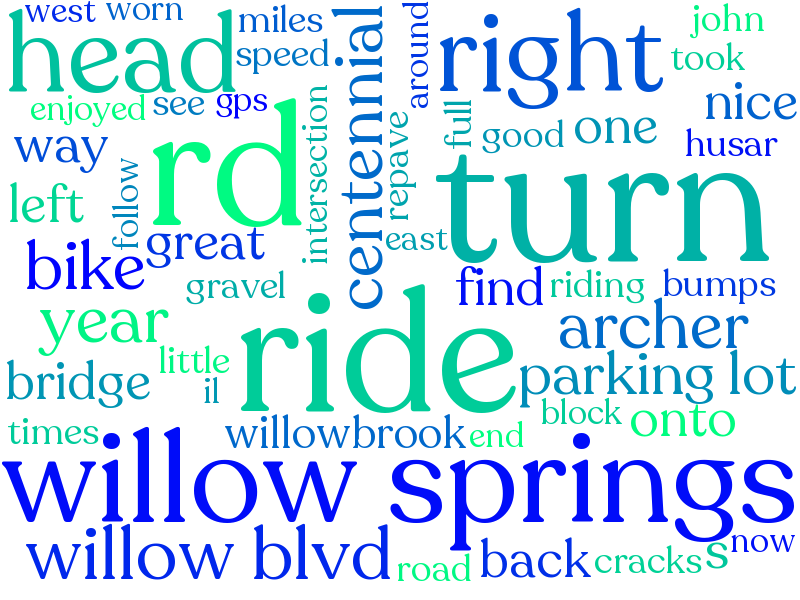 west worn miles centennial around right john
head speed took
enjoyed see gps nice
way rd intersection repave full good one husar
left follow turn
bike great east
gravel find riding bumps
year ride archer
bridge little il parking lot
times willowbrook end block onto
willow springs
willow blvd road back cracks s now